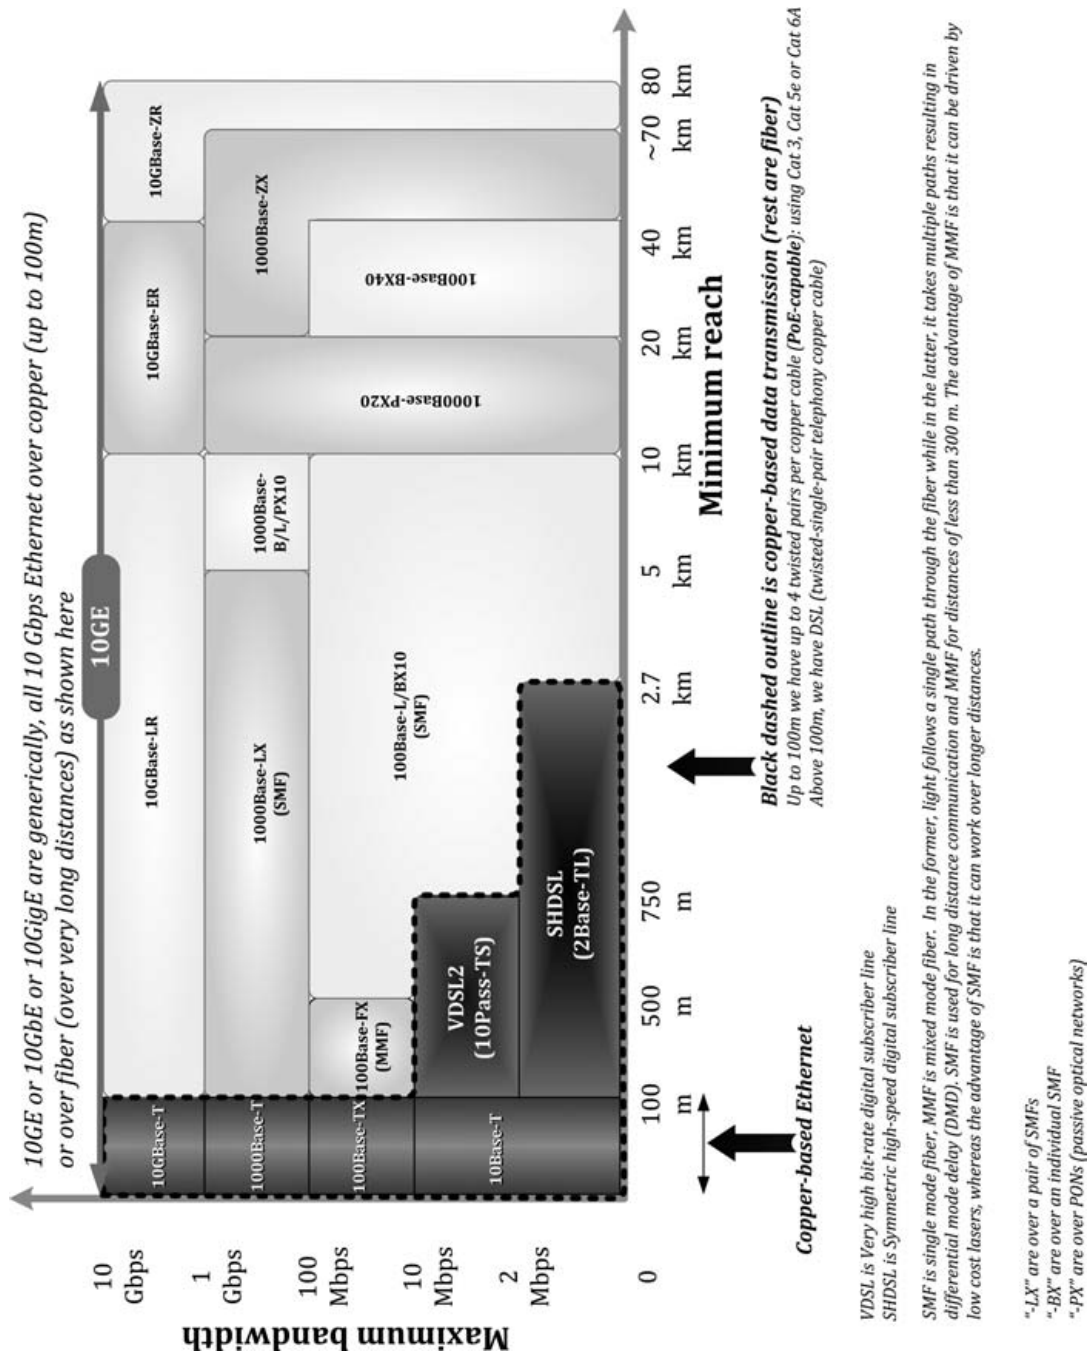 10GE or 10GbE or 10GigE are generically, all 10 Gbps Ethernet over copper (up to 100m)
or over fiber (over very long distances) as shown here
10GE
Maximum bandwidth
10
Gbps
1
Gbps
100
Mbps
10
Mbps
2
Mbps
0
10GBase-T
10GBase-LR
10GBase-ER
10GBase-ZR
1000Base-T
1000Base-LX
(SMF)
1000Base-
B/L/PX10
1000Base-PX20
1000Base-ZX
100Base-TX
100Base-FX
(MMF)
100Base-L/BX10
(SMF)
100Base-BX40
10Base-T
VDSL2
(10Pass-TS)
SHDSL
(2Base-TL)
100
m
500
m
750
m
2.7
km
5
km
10
km
20
km
40
km
~70
km
80
km
Minimum reach
Copper-based Ethernet
Black dashed outline is copper-based data transmission (rest are fiber)
Up to 100m we have up to 4 twisted pairs per copper cable (PoE-capable): using Cat 3, Cat 5e or Cat 6A
Above 100m, we have DSL (twisted-single-pair telephony copper cable)
VDSL is Very high bit-rate digital subscriber line
SHDSL is Symmetric high-speed digital subscriber line
SMF is single mode fiber, MMF is mixed mode fiber. In the former, light follows a single path through the fiber while in the latter, it takes multiple paths resulting in
differential mode delay (DMD). SMF is used for long distance communication and MMF for distances of less than 300 m. The advantage of MMF is that it can be driven by
low cost lasers, whereas the advantage of SMF is that it can work over longer distances.
"-LX" are over a pair of SMFs
"-BX" are over an individual SMF
"-PX" are over PONs (passive optical networks)